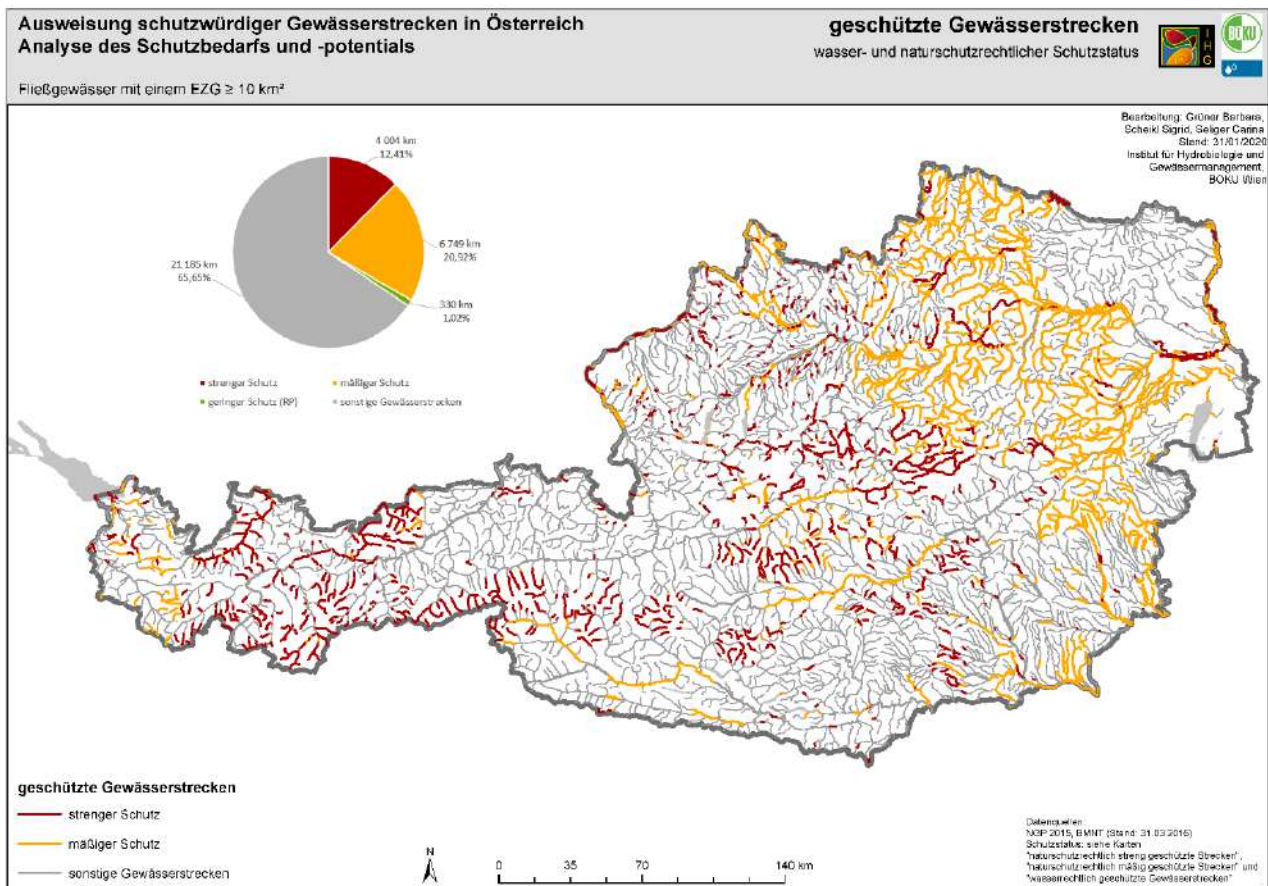 Ausweisung schutzwürdiger Gewässerstrecken in Österreich
Analyse des Schutzbedarfs und -potentials
Fließgewässer mit einem EZG ≥ 10 km²
geschützte Gewässerstrecken
wasser- und naturschutzrechtlicher Schutzstatus
I
H
G
BOKU
Bearbeitung: Grüner Barbara,
Scheikl Sigrid, Seliger Carina
Stand: 31/01/2020
Institut für Hydrobiologie und
Gewässermanagement,
BOKU Wien
4 004 km
12,41%
6 749 km
20,92%
330 km
1,02%
21 185 km
65,65%
strenger Schutz
mäßiger Schutz
geringer Schutz (RP)
sonstige Gewässerstrecken
geschützte Gewässerstrecken
strenger Schutz
mäßiger Schutz
sonstige Gewässerstrecken
N
0 35 70 140 km
Datenquellen:
NGP 2015, BMNT (Stand: 31.03.2016)
Schutzstatus: siehe Karten
"naturschutzrechtlich streng geschützte Strecken",
"naturschutzrechtlich mäßig geschützte Strecken" und
"wasserrechtlich geschützte Gewässerstrecken"